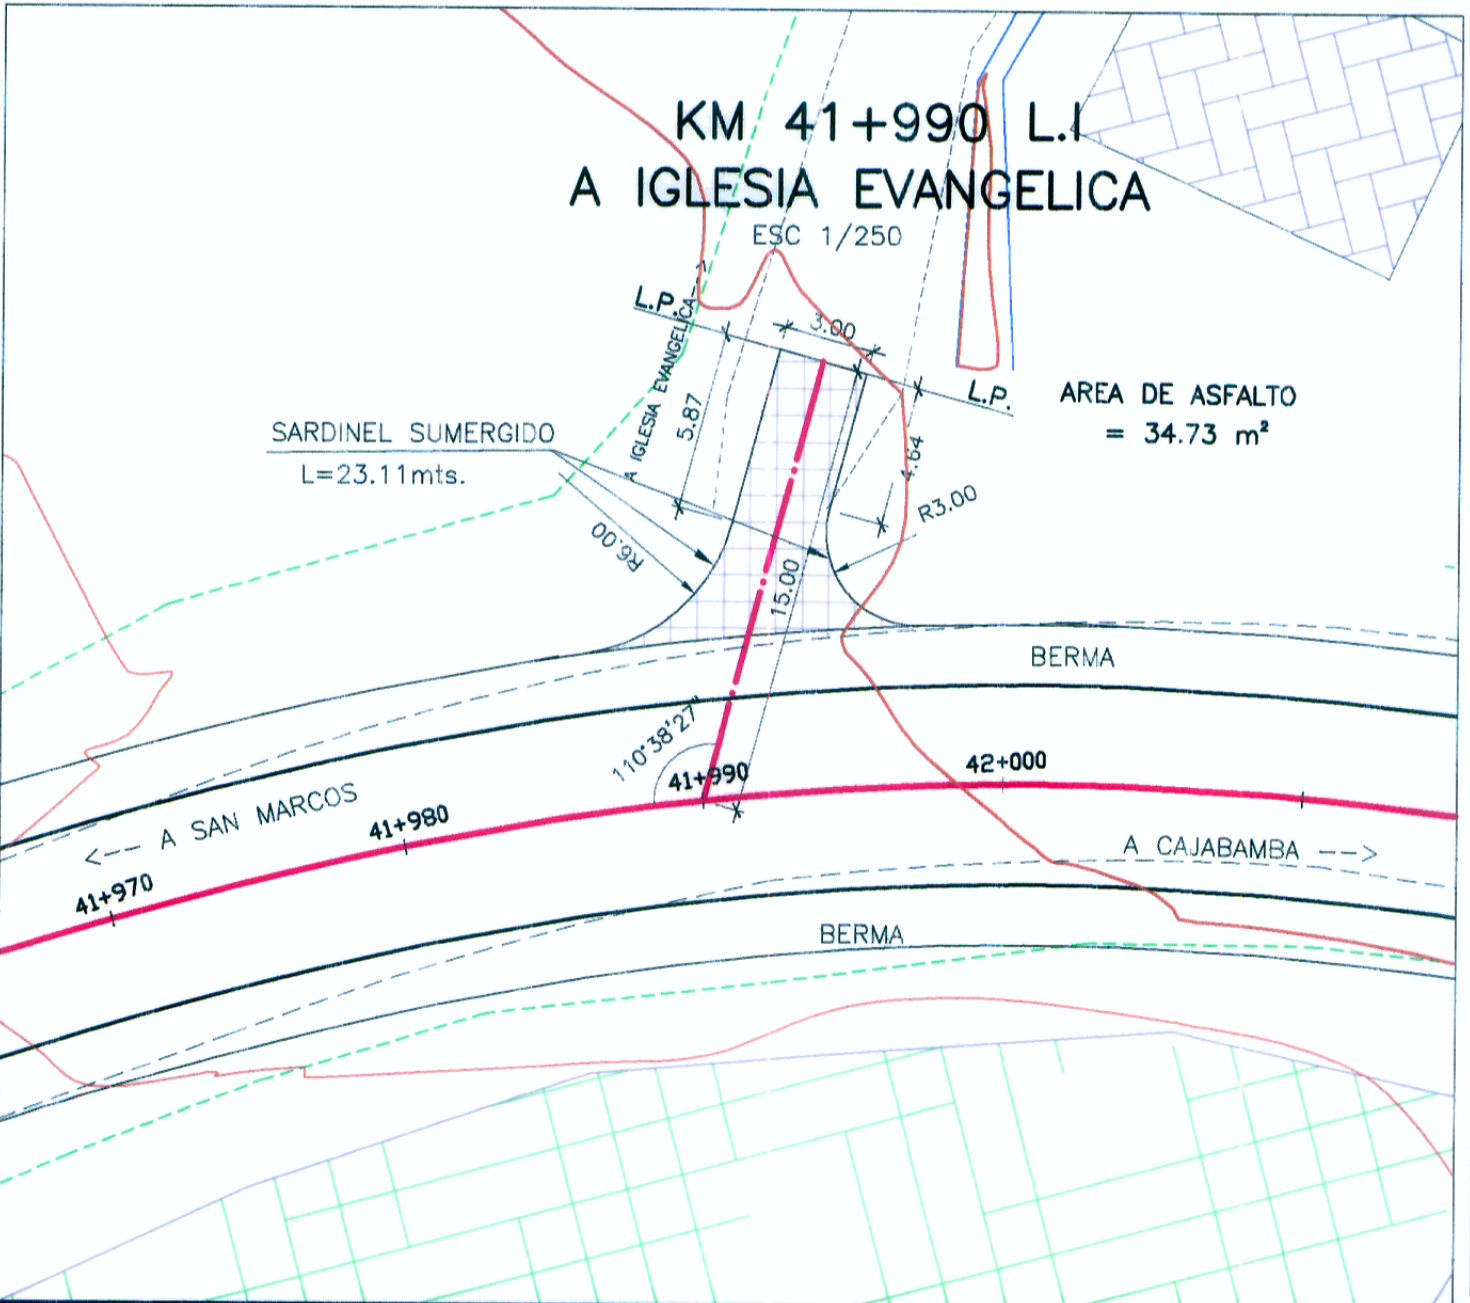 KM 41+990 L.I
A IGLESIA EVANGELICA
ESC 1/250
L.P.
3.00
A IGLESIA EVANGELICA-->
5.87
L.P.
AREA DE ASFALTO
= 34.73 m²
SARDINEL SUMERGIDO
L=23.11mts.
4.64
R3.00
R6.00
15.00
BERMA
110°38'27"
41+990
42+000
<--- A SAN MARCOS
41+980
A CAJABAMBA --->
41+970
BERMA